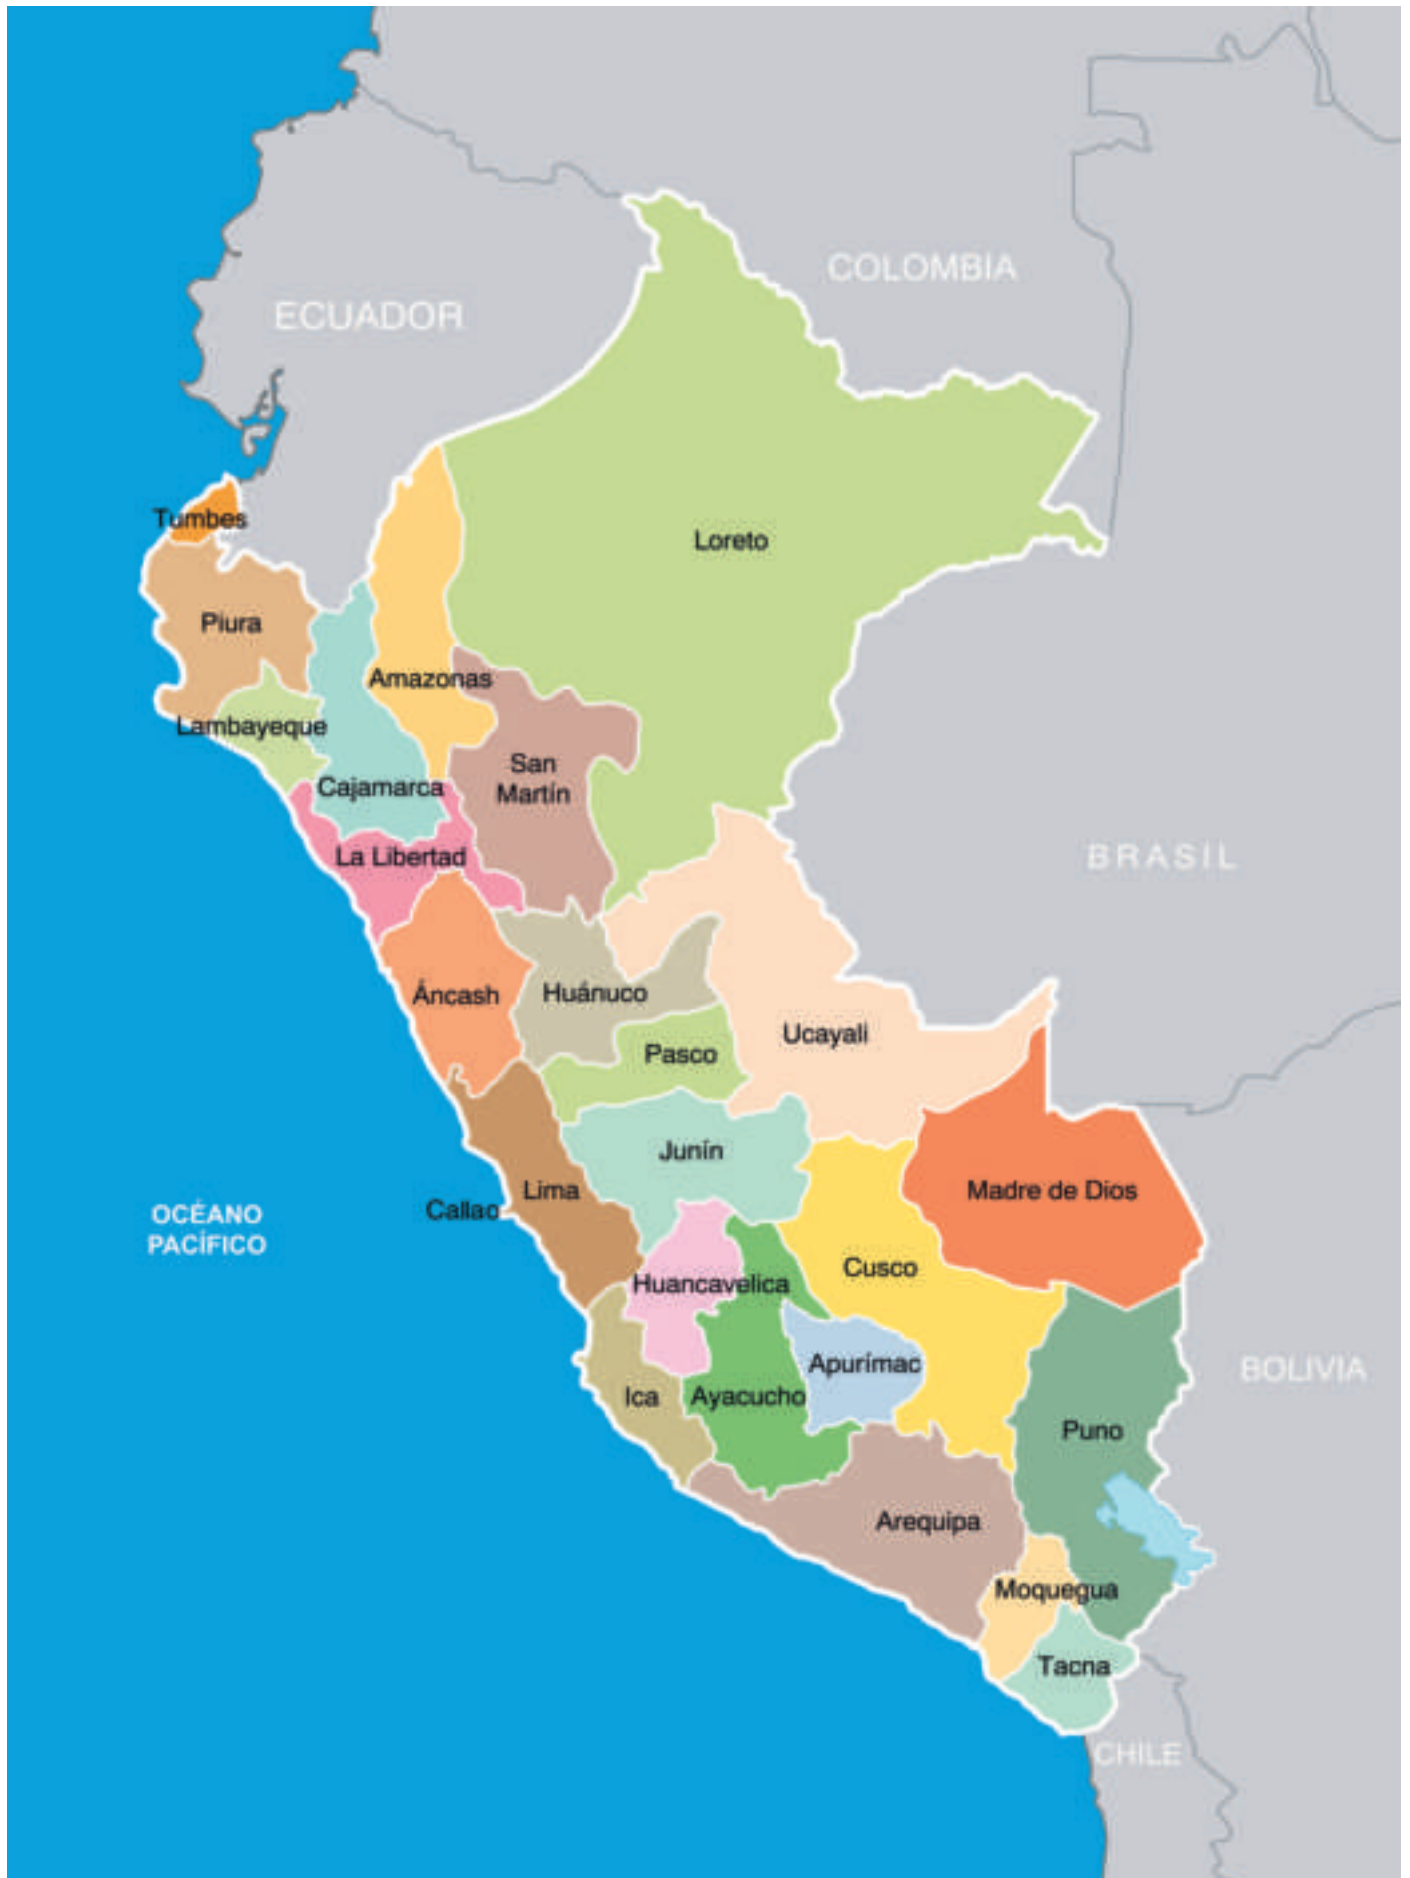 COLOMBIA
ECUADOR
Tumbes
Loreto
Piura
Amazonas
Lambayeque
San
Martín
Cajamarca
La Libertad
BRASIL
Áncash
Huánuco
Ucayali
Pasco
Junín
Lima
Madre de Dios
Callao
OCÉANO
PACÍFICO
Cusco
Huancavelica
Apurímac
BOLIVIA
Ica
Ayacucho
Puno
Arequipa
Moquegua
Tacna
CHILE